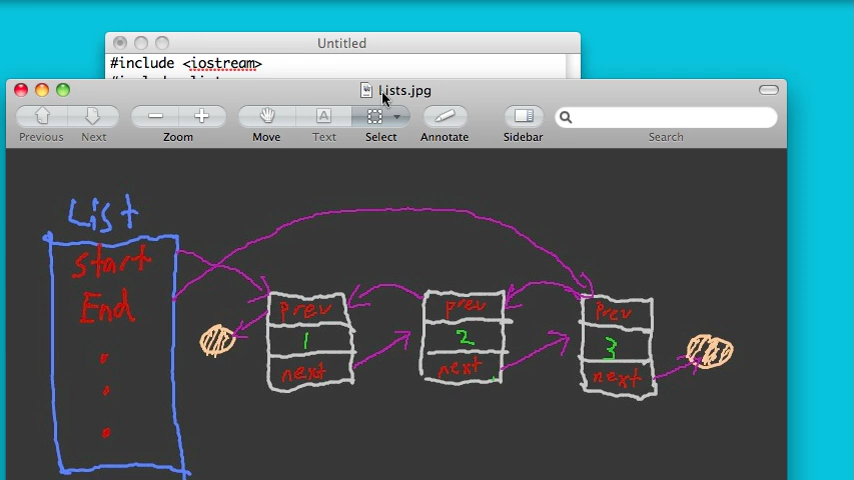 Untitled
#include <iostream>
Lists.jpg
Previous Next Zoom Move Text Select Annotate Sidebar Search
List
Start
End
prev prev prev
1 2 3
next next next